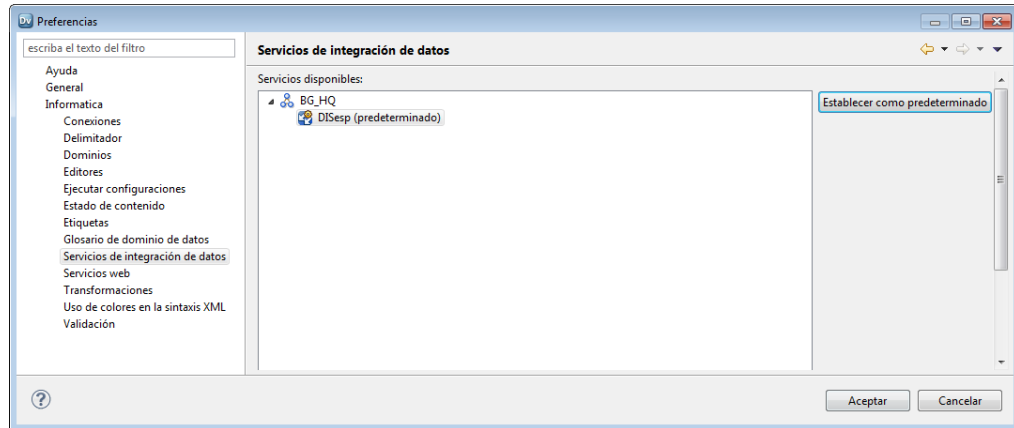 Dv Preferencias
escriba el texto del filtro
Ayuda
General
Informatica
Conexiones
Delimitador
Dominios
Editores
Ejecutar configuraciones
Estado de contenido
Etiquetas
Glosario de dominio de datos
Servicios de integración de datos
Servicios web
Transformaciones
Uso de colores en la sintaxis XML
Validación
Servicios de integración de datos
Servicios disponibles:
BG_HQ
DISesp (predeterminado)
Establecer como predeterminado
?
Aceptar
Cancelar